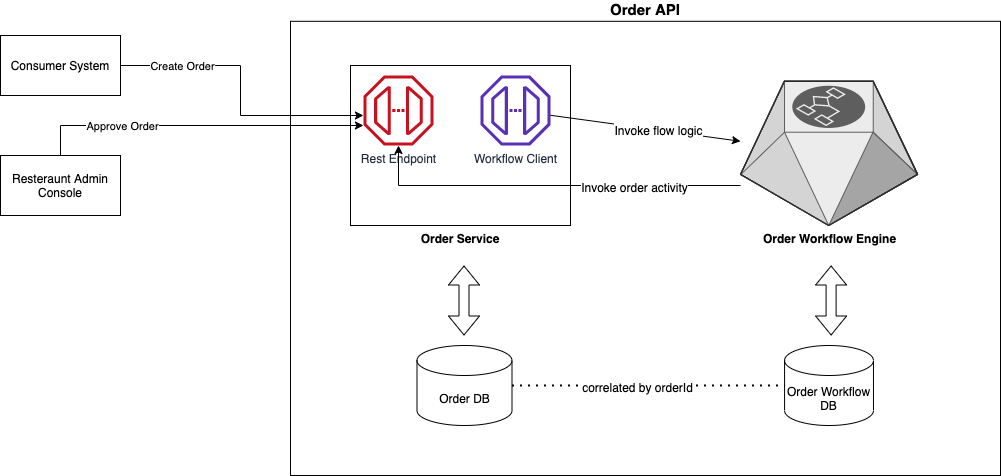 Order API
Consumer System
Create Order
Approve Order
Resteraunt Admin
Console
Rest Endpoint
Workflow Client
Invoke flow logic
Invoke order activity
Order Service
Order Workflow Engine
Order DB
correlated by orderId
Order Workflow
DB